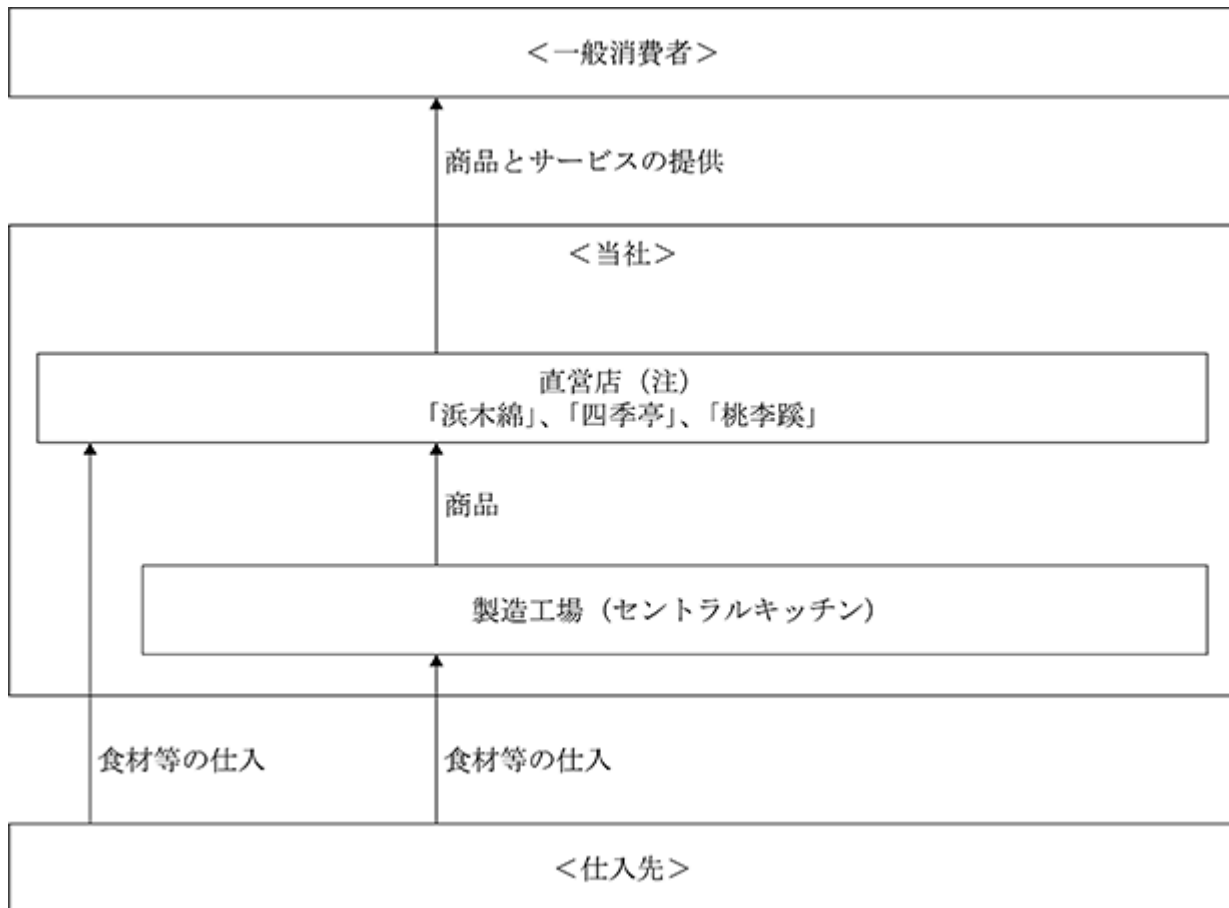 ＜一般消費者＞
商品とサービスの提供
＜当社＞
直営店（注）
「浜木綿」、「四季亭」、「桃李蹊」
商品
製造工場（セントラルキッチン）
食材等の仕入
食材等の仕入
＜仕入先＞